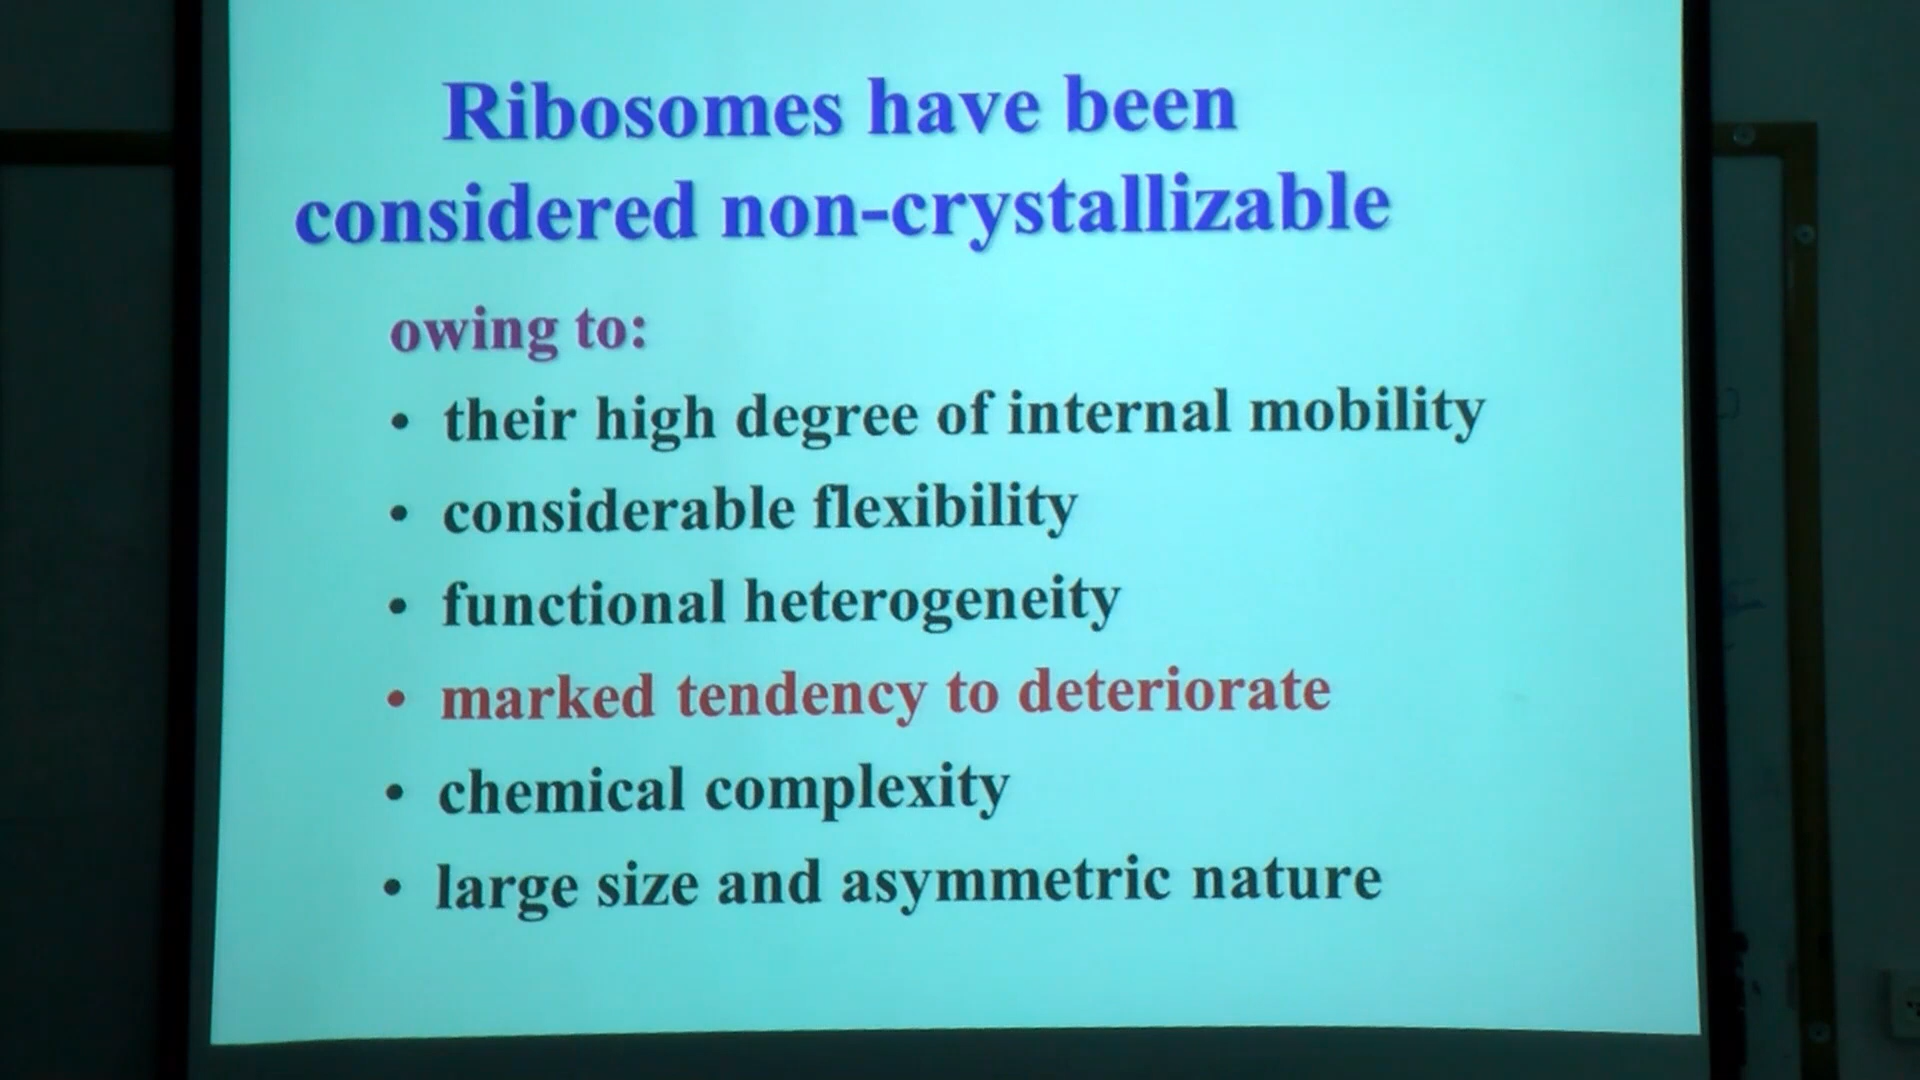 Ribosomes have been
considered non-crystallizable
owing to:
• their high degree of internal mobility
• considerable flexibility
• functional heterogeneity
• marked tendency to deteriorate
• chemical complexity
• large size and asymmetric nature